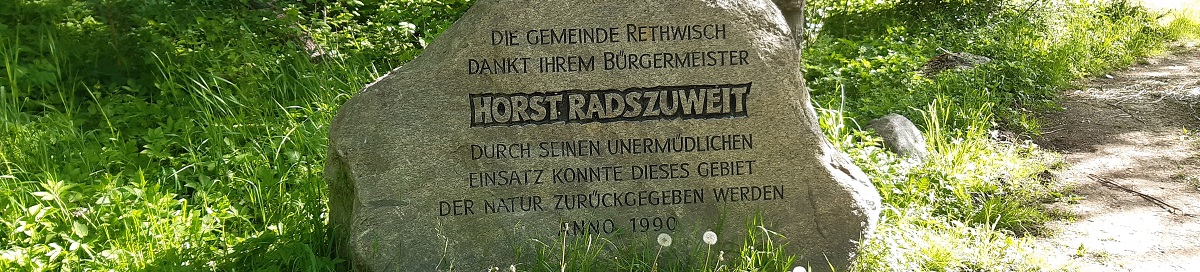 DIE GEMEINDE RETHWISCH
DANKT IHREM BÜRGERMEISTER
HORST RADSZUWEIT
DURCH SEINEN UNERMÜDLICHEN
EINSATZ KONNTE DIESES GEBIET
DER NATUR ZURÜCKGEGEBEN WERDEN
ANNO 1990